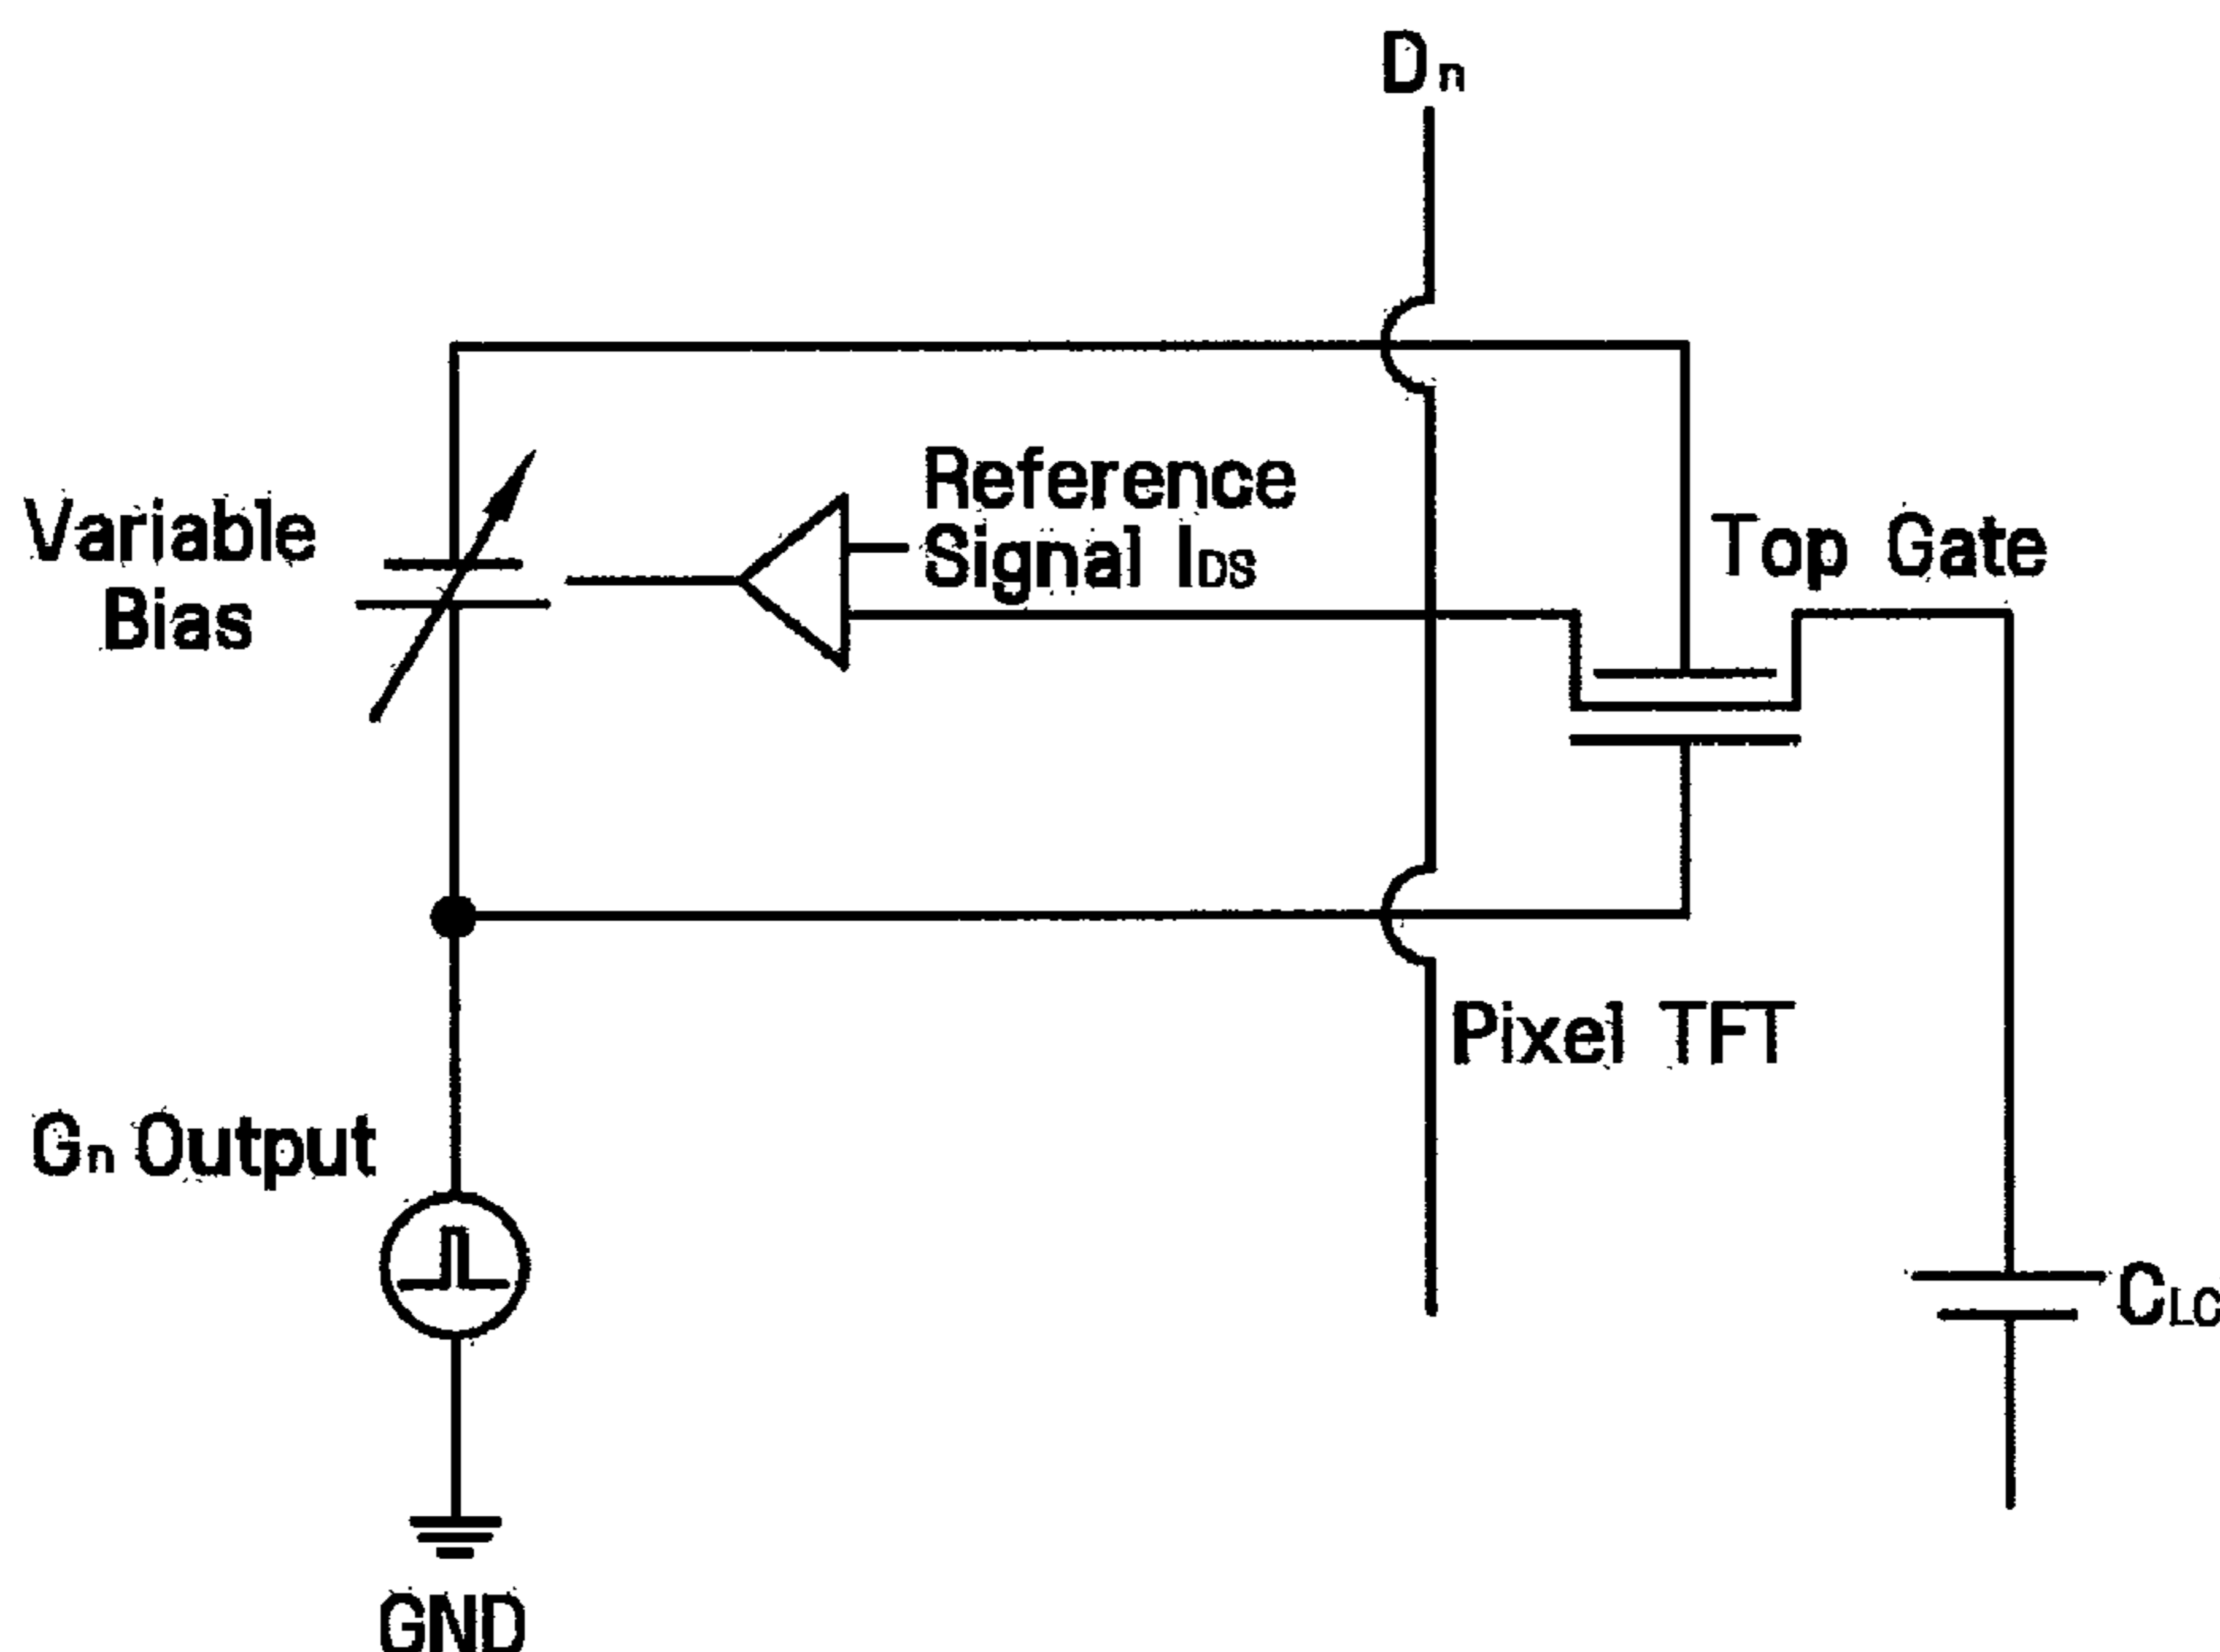 Dn
Reference
Signal IDS
Variable
Bias
Top Gate
Pixel TFT
Gn Output
CLC
GND